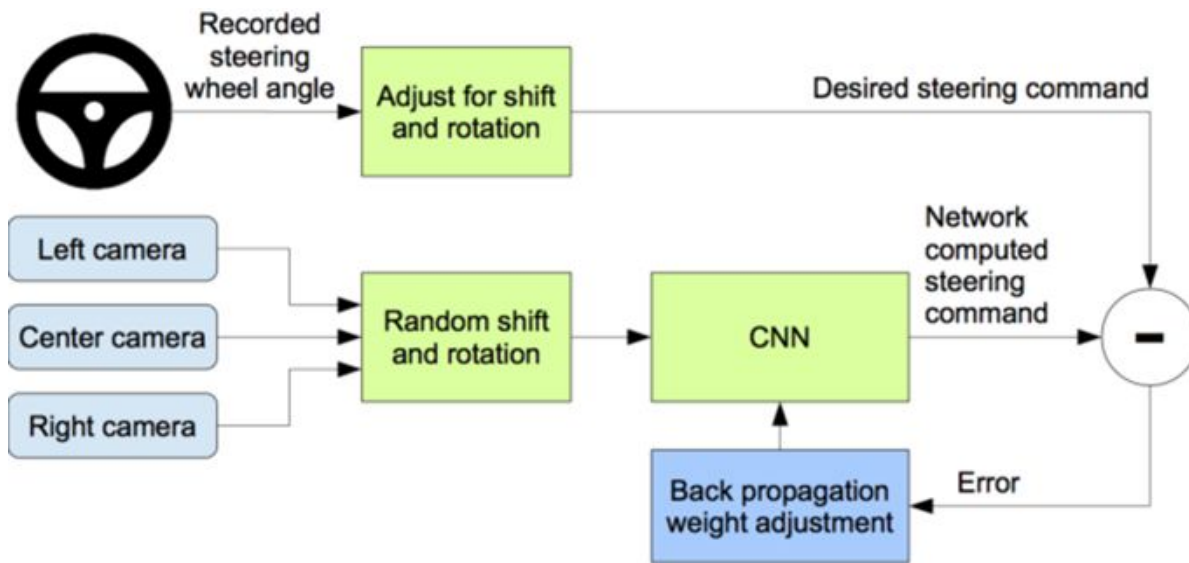 Recorded
steering
wheel angle
Adjust for shift
and rotation
Desired steering command
Left camera
Center camera
Right camera
Random shift
and rotation
CNN
Network
computed
steering
command
-
Back propagation
weight adjustment
Error